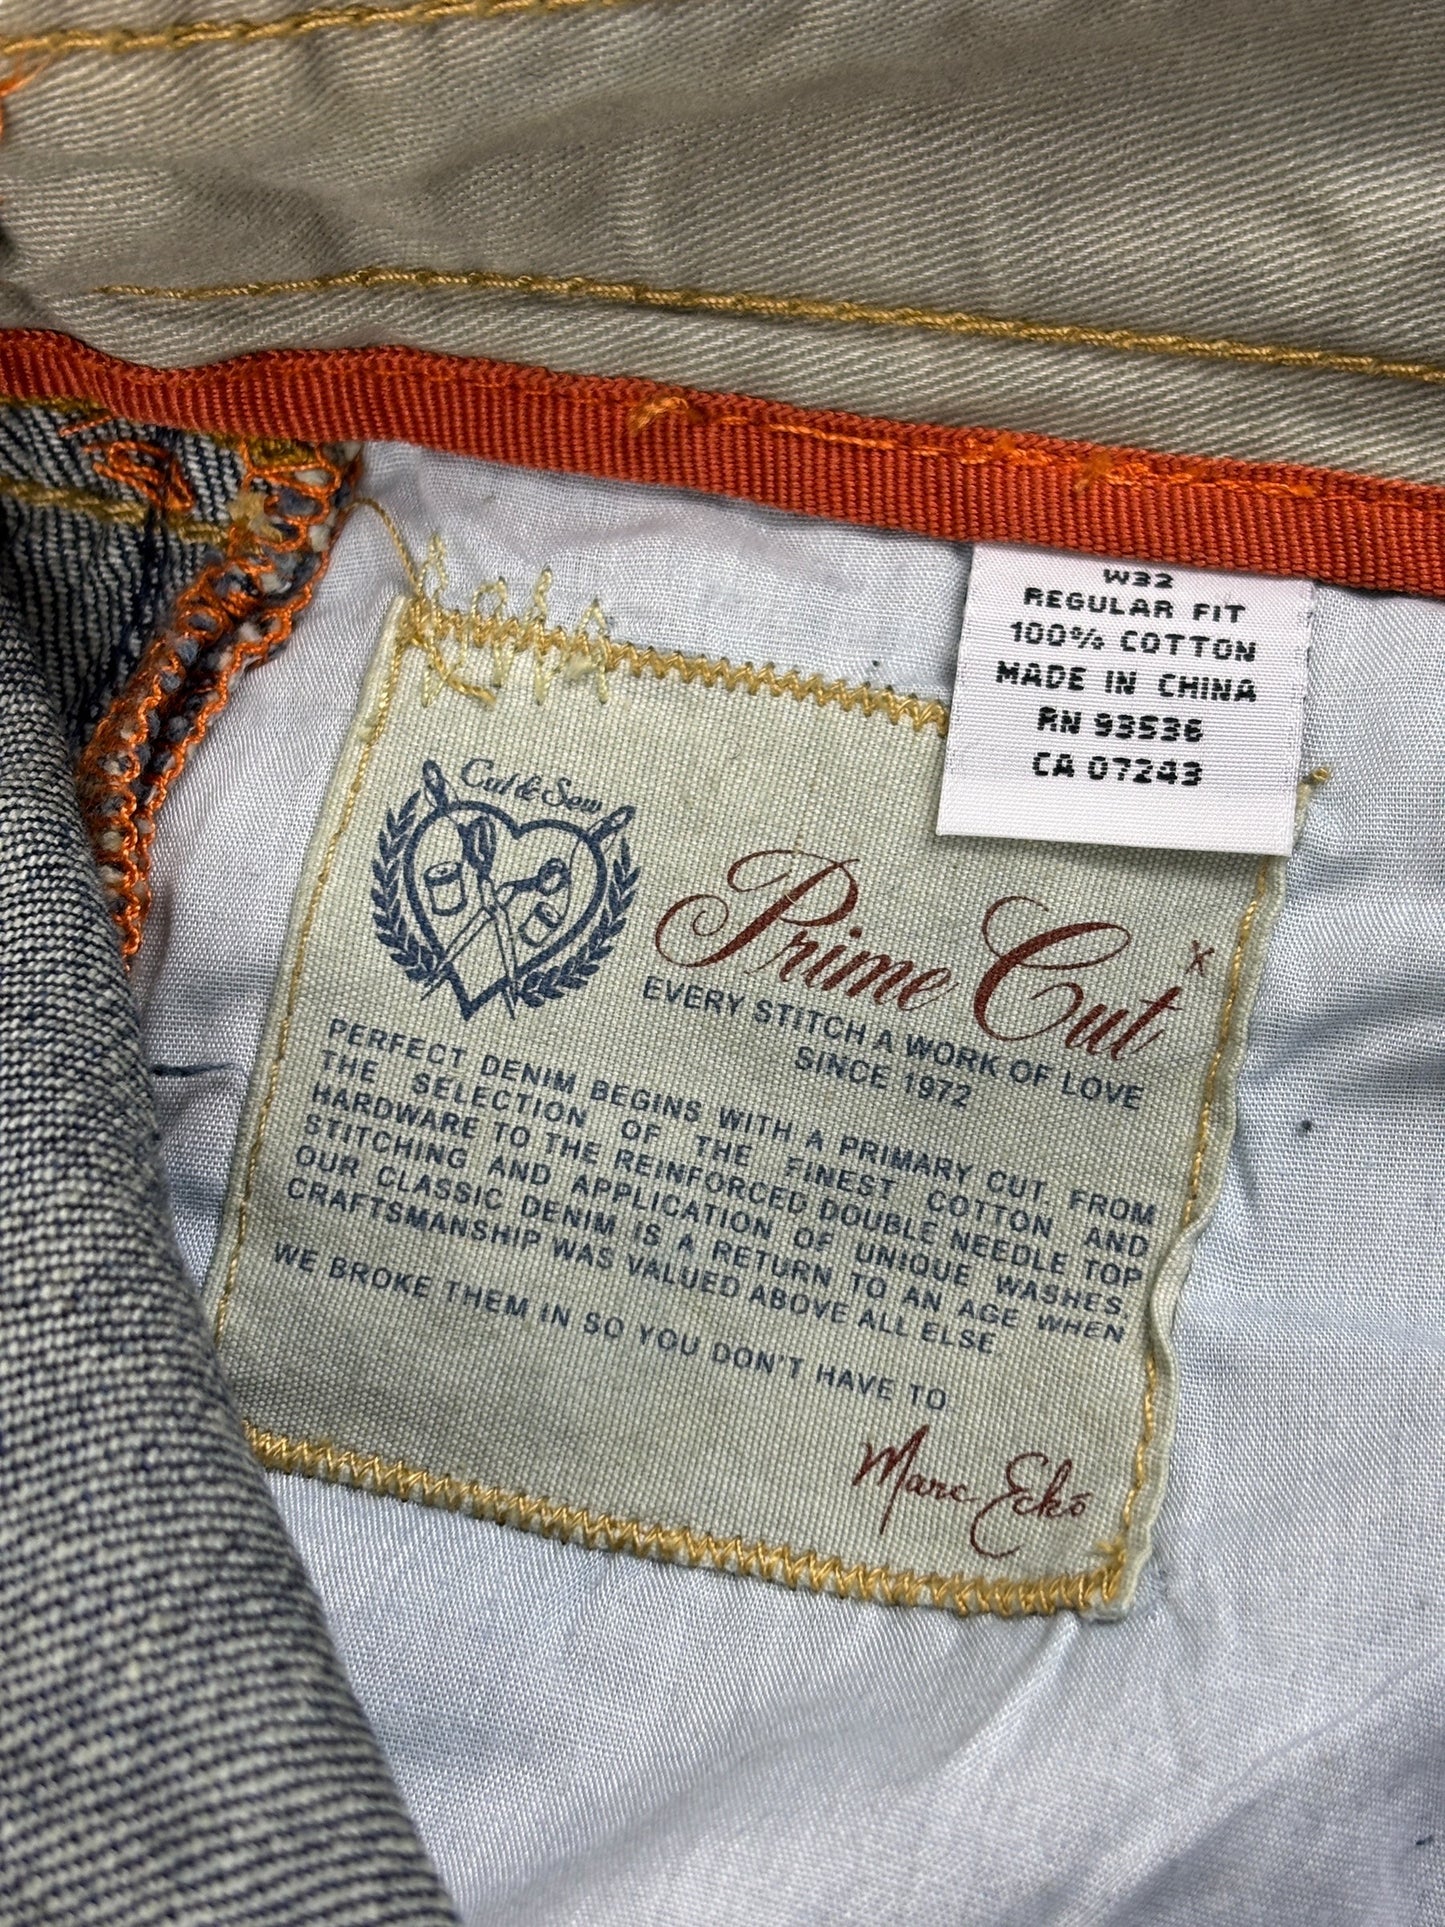 W32
REGULAR FIT
100% COTTON
MADE IN CHINA
RN 93536
CA 07243
Cut & Sew
Prime Cut
EVERY STITCH A WORK OF LOVE
SINCE 1972
PERFECT DENIM BEGINS WITH A PRIMARY CUT. FROM
THE SELECTION OF THE FINEST COTTON AND
HARDWARE TO THE REINFORCED DOUBLE NEEDLE TOP
STITCHING AND APPLICATION OF UNIQUE WASHES,
OUR CLASSIC DENIM IS A RETURN TO AN AGE WHEN
CRAFTSMANSHIP WAS VALUED ABOVE ALL ELSE.
WE BROKE THEM IN SO YOU DON'T HAVE TO
Marc Eckō